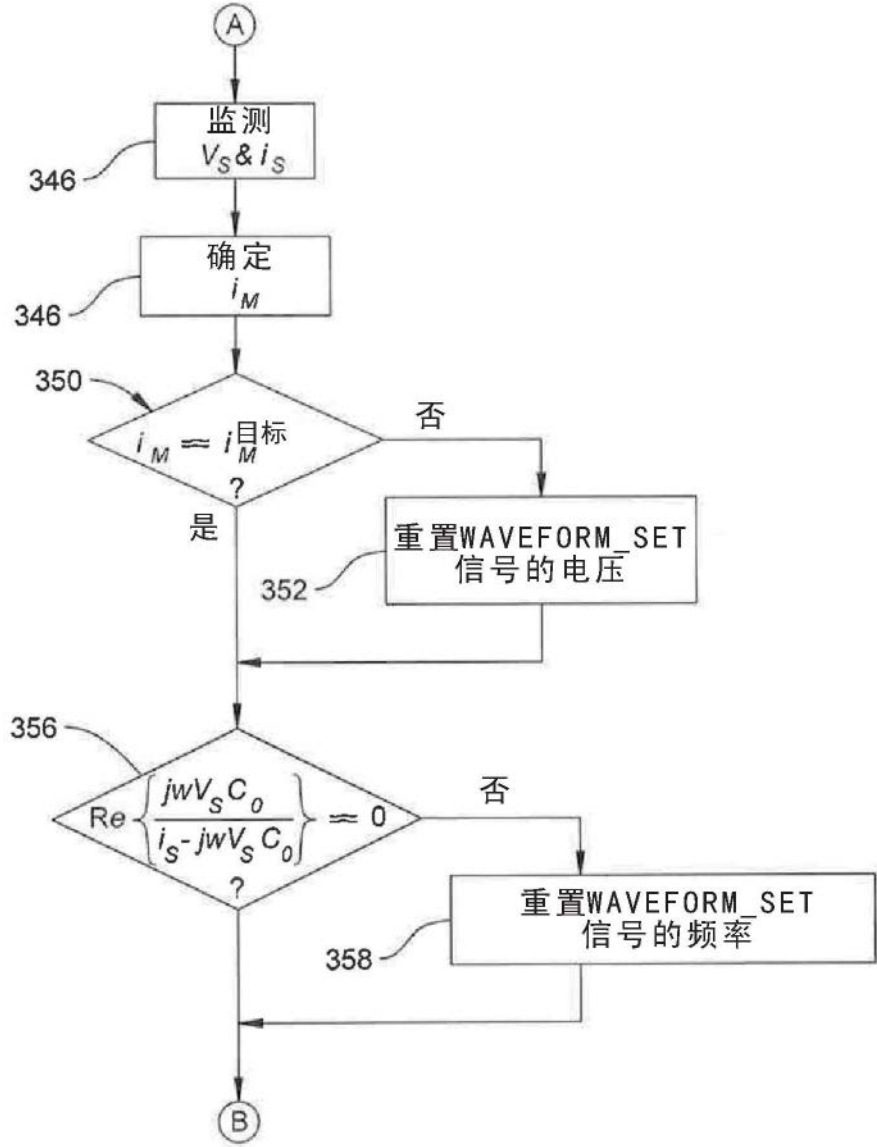 A
监测
V_S & i_S
346
确定
i_M
346
350
i_M ≈ i_M^目标
?
否
是
重置WAVEFORM_SET
信号的电压
352
356
Re { jwV_S C_0 / i_S - jwV_S C_0 } ≈ 0
?
否
重置WAVEFORM_SET
信号的频率
358
B